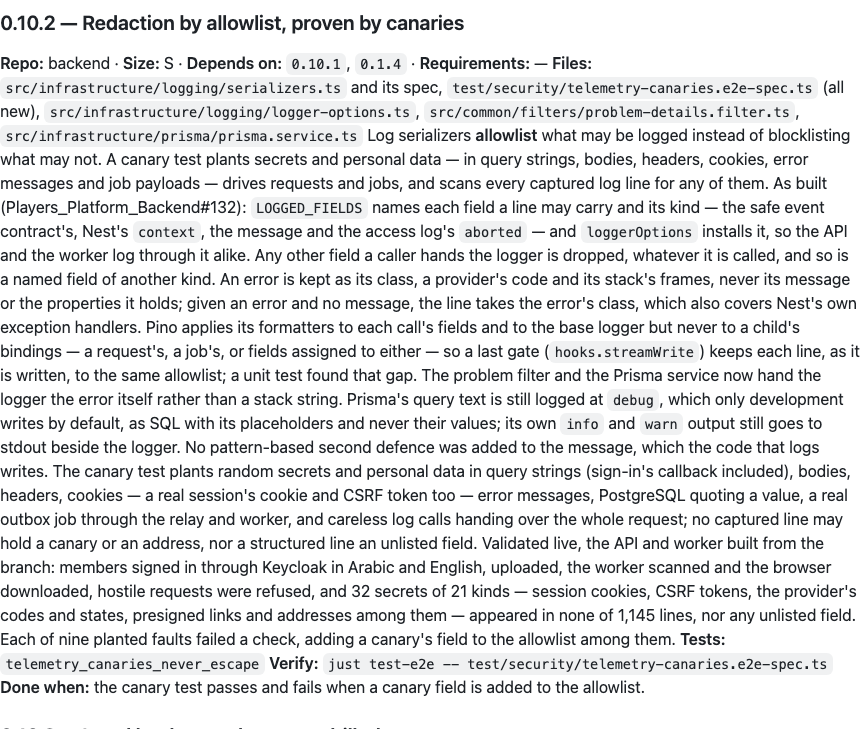 0.10.2 — Redaction by allowlist, proven by canaries
Repo: backend · Size: S · Depends on: 0.10.1 , 0.1.4 · Requirements: — Files:
src/infrastructure/logging/serializers.ts and its spec, test/security/telemetry-canaries.e2e-spec.ts (all
new), src/infrastructure/logging/logger-options.ts , src/common/filters/problem-details.filter.ts ,
src/infrastructure/prisma/prisma.service.ts Log serializers allowlist what may be logged instead of blocklisting
what may not. A canary test plants secrets and personal data — in query strings, bodies, headers, cookies, error
messages and job payloads — drives requests and jobs, and scans every captured log line for any of them. As built
(Players_Platform_Backend#132): LOGGED_FIELDS names each field a line may carry and its kind — the safe event
contract's, Nest's context , the message and the access log's aborted — and loggerOptions installs it, so the API
and the worker log through it alike. Any other field a caller hands the logger is dropped, whatever it is called, and so is
a named field of another kind. An error is kept as its class, a provider's code and its stack's frames, never its message
or the properties it holds; given an error and no message, the line takes the error's class, which also covers Nest's own
exception handlers. Pino applies its formatters to each call's fields and to the base logger but never to a child's
bindings — a request's, a job's, or fields assigned to either — so a last gate ( hooks.streamWrite ) keeps each line, as it
is written, to the same allowlist; a unit test found that gap. The problem filter and the Prisma service now hand the
logger the error itself rather than a stack string. Prisma's query text is still logged at debug , which only development
writes by default, as SQL with its placeholders and never their values; its own info and warn output still goes to
stdout beside the logger. No pattern-based second defence was added to the message, which the code that logs
writes. The canary test plants random secrets and personal data in query strings (sign-in's callback included), bodies,
headers, cookies — a real session's cookie and CSRF token too — error messages, PostgreSQL quoting a value, a real
outbox job through the relay and worker, and careless log calls handing over the whole request; no captured line may
hold a canary or an address, nor a structured line an unlisted field. Validated live, the API and worker built from the
branch: members signed in through Keycloak in Arabic and English, uploaded, the worker scanned and the browser
downloaded, hostile requests were refused, and 32 secrets of 21 kinds — session cookies, CSRF tokens, the provider's
codes and states, presigned links and addresses among them — appeared in none of 1,145 lines, nor any unlisted field.
Each of nine planted faults failed a check, adding a canary's field to the allowlist among them. Tests:
telemetry_canaries_never_escape Verify: just test-e2e -- test/security/telemetry-canaries.e2e-spec.ts
Done when: the canary test passes and fails when a canary field is added to the allowlist.